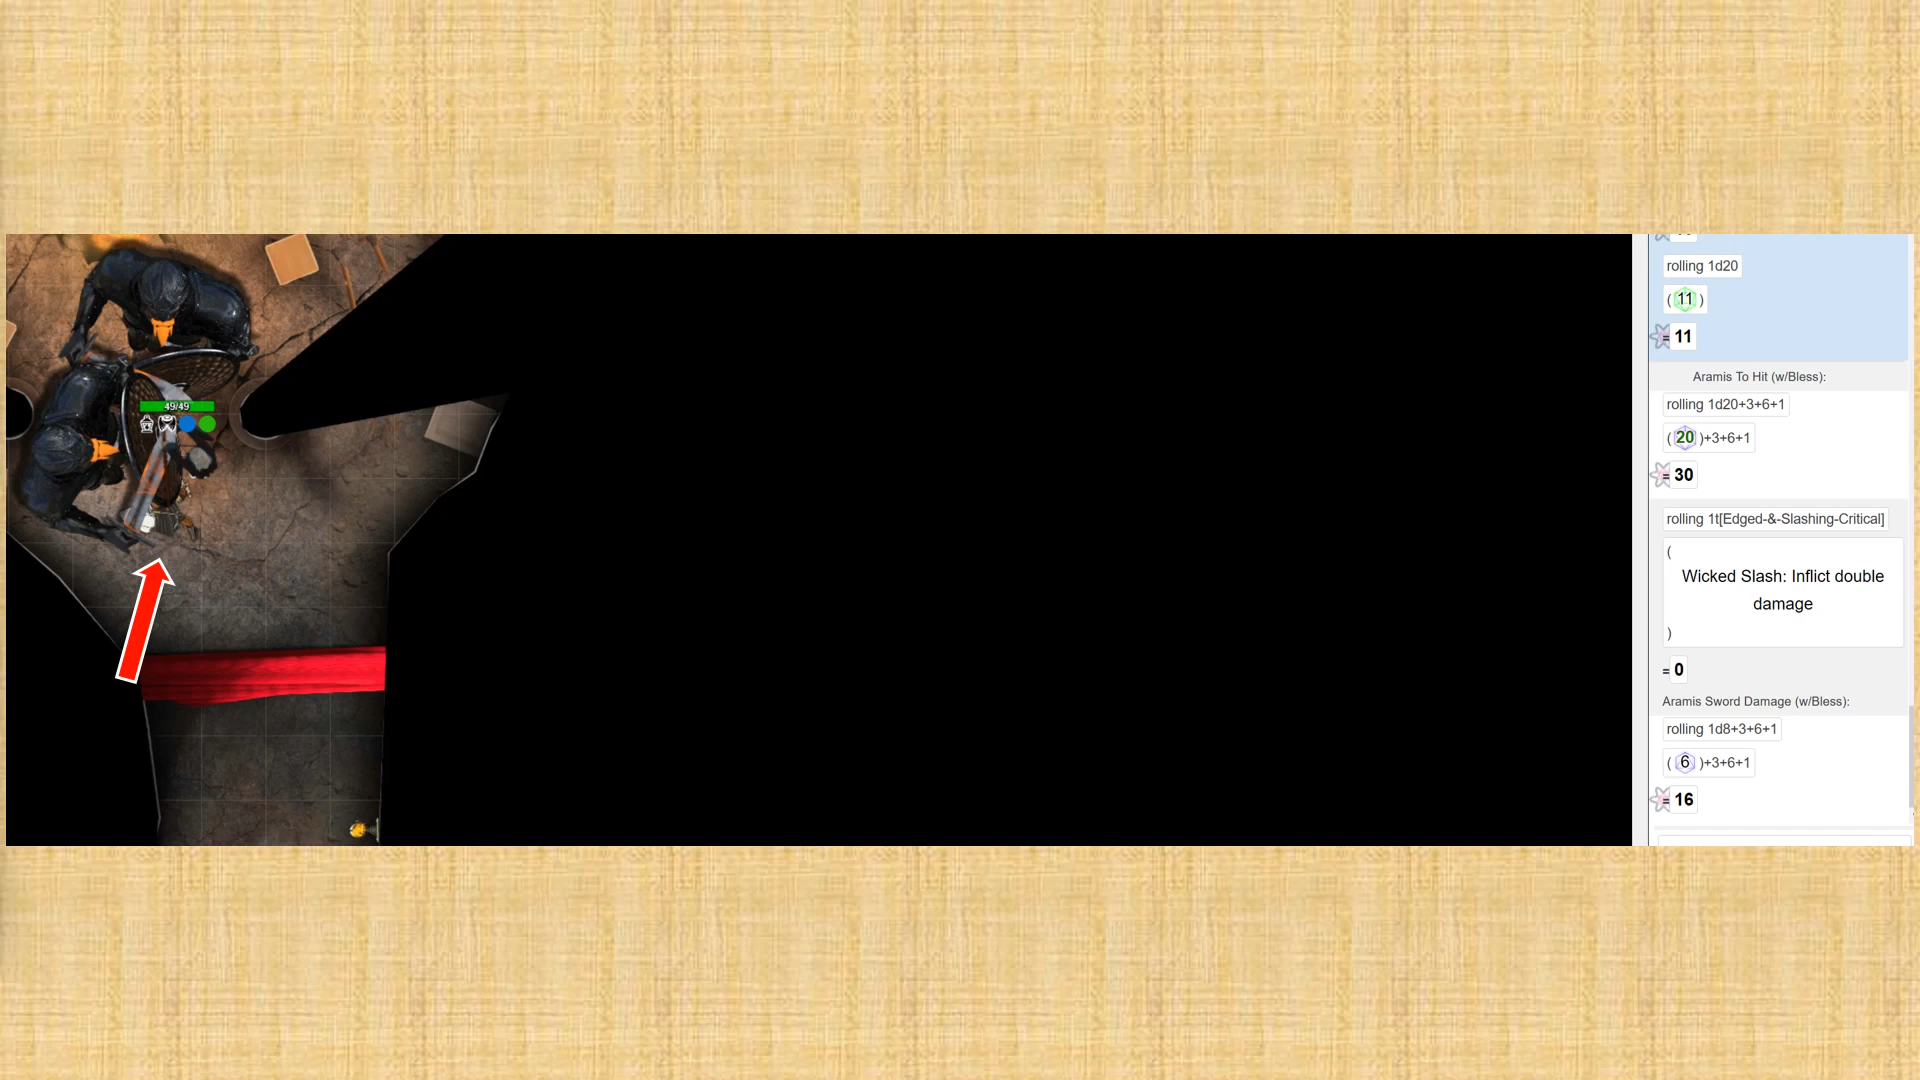 49/49
rolling 1d20
( 11 )
= 11
Aramis To Hit (w/Bless):
rolling 1d20+3+6+1
( 20 )+3+6+1
= 30
rolling 1t[Edged-&-Slashing-Critical]
(
Wicked Slash: Inflict double
damage
)
= 0
Aramis Sword Damage (w/Bless):
rolling 1d8+3+6+1
( 6 )+3+6+1
= 16